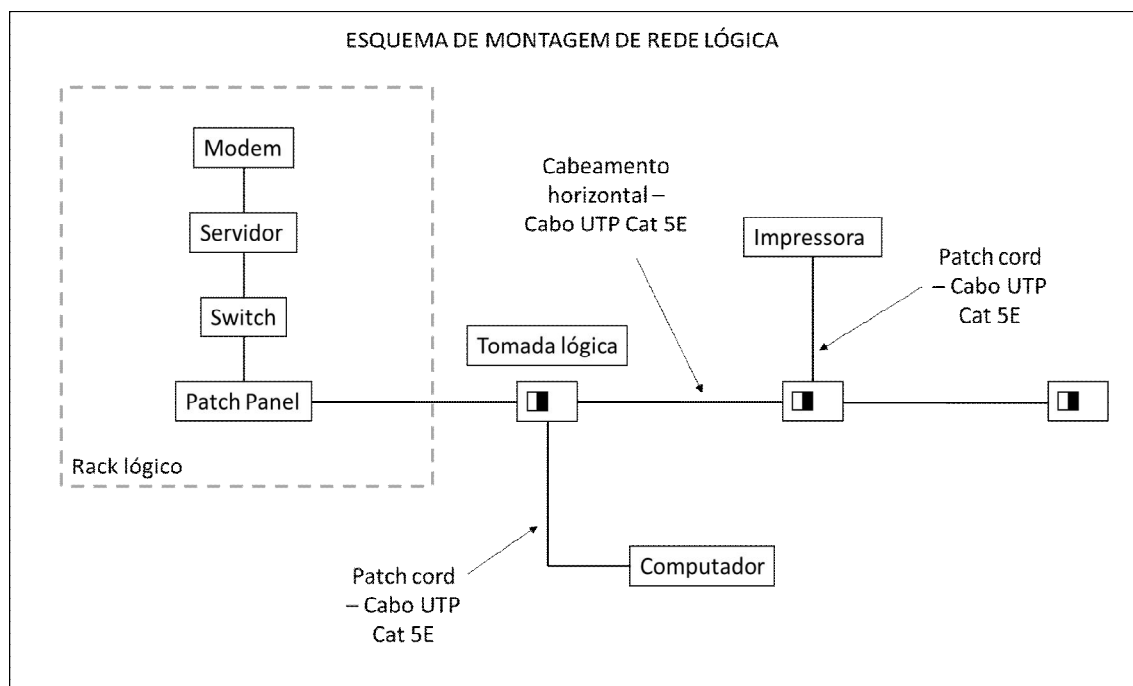 ESQUEMA DE MONTAGEM DE REDE LÓGICA
Modem
Servidor
Switch
Patch Panel
Rack lógico
Tomada lógica
Cabeamento
horizontal –
Cabo UTP Cat 5E
Impressora
Patch cord
– Cabo UTP
Cat 5E
Patch cord
– Cabo UTP
Cat 5E
Computador